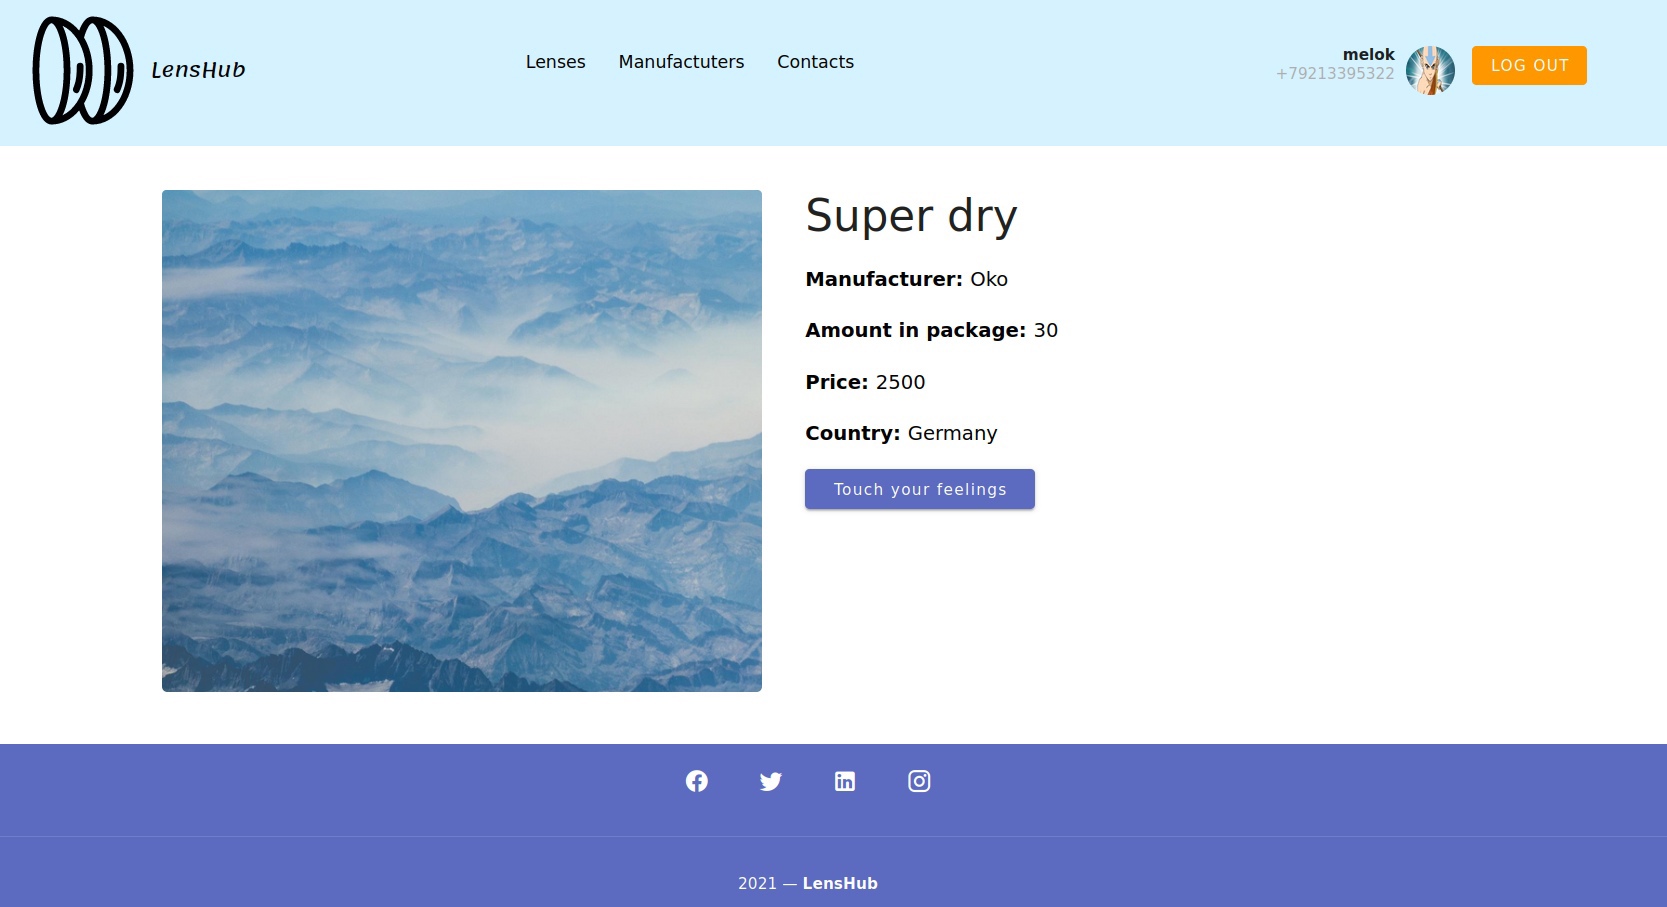 LensHub
Lenses Manufactuters Contacts
melok
+79213395322
LOG OUT
Super dry
Manufacturer: Oko
Amount in package: 30
Price: 2500
Country: Germany
Touch your feelings
2021 — LensHub